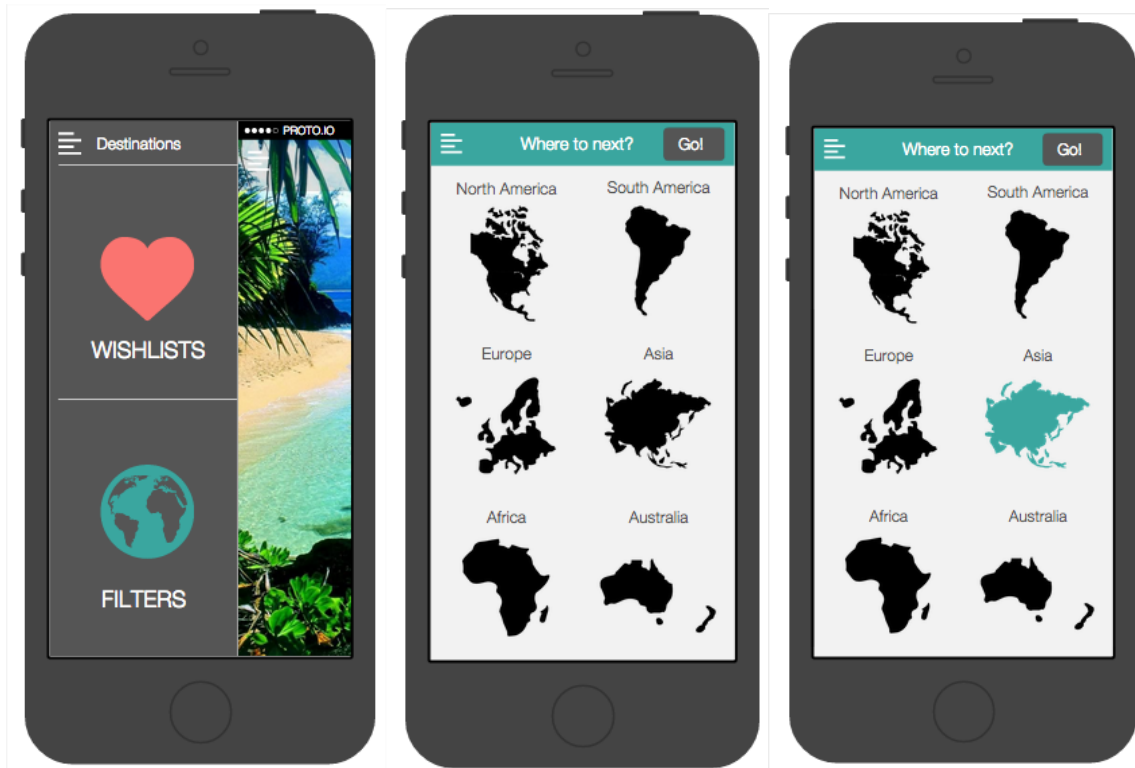 PROTO.IO
Destinations
WISHLISTS
FILTERS
Where to next? Go!
North America South America
Europe Asia
Africa Australia
Where to next? Go!
North America South America
Europe Asia
Africa Australia